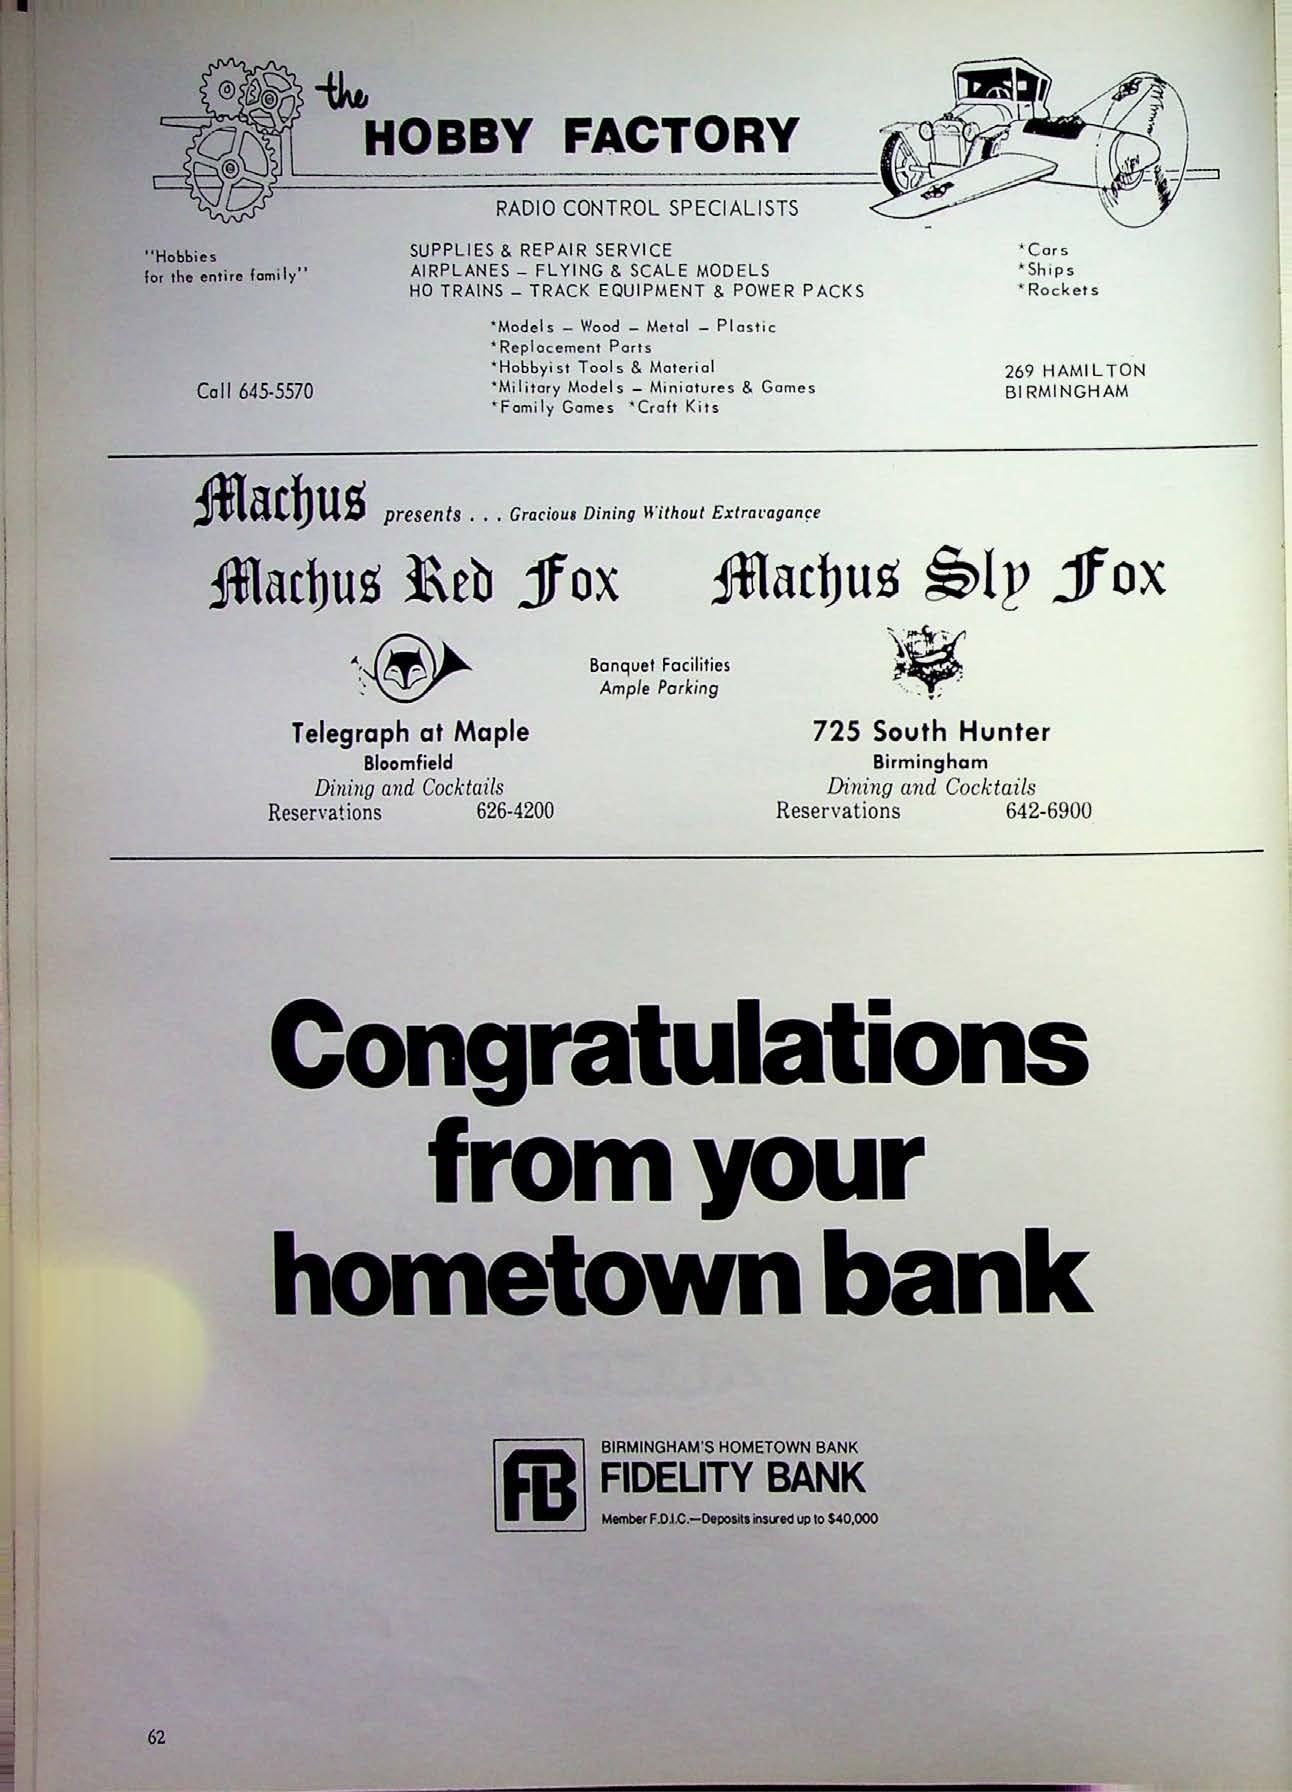 the
HOBBY FACTORY
RADIO CONTROL SPECIALISTS
"Hobbies
for the entire family"
SUPPLIES & REPAIR SERVICE
AIRPLANES – FLYING & SCALE MODELS
HO TRAINS – TRACK EQUIPMENT & POWER PACKS
*Cars
*Ships
*Rockets
*Models – Wood – Metal – Plastic
*Replacement Parts
*Hobbyist Tools & Material
*Military Models – Miniatures & Games
*Family Games *Craft Kits
Call 645-5570
269 HAMILTON
BIRMINGHAM
Machus presents . . . Gracious Dining Without Extravagance
Machus Red Fox
Machus Sly Fox
Banquet Facilities
Ample Parking
Telegraph at Maple
Bloomfield
Dining and Cocktails
Reservations 626-4200
725 South Hunter
Birmingham
Dining and Cocktails
Reservations 642-6900
Congratulations
from your
hometown bank
FB
BIRMINGHAM'S HOMETOWN BANK
FIDELITY BANK
Member F.D.I.C.—Deposits insured up to $40,000
62